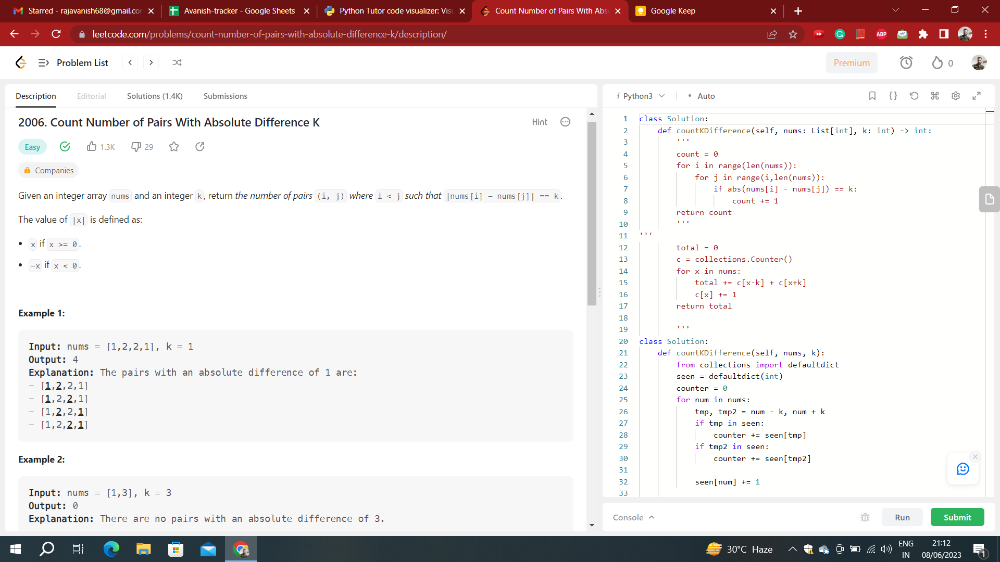 Starred - rajavanish68@gmail.co
Avanish-tracker - Google Sheets
Python Tutor code visualizer: Visu
Count Number of Pairs With Abs
Google Keep
leetcode.com/problems/count-number-of-pairs-with-absolute-difference-k/description/
ABP
Problem List
Premium
0
Description
Editorial
Solutions (1.4K)
Submissions
2006. Count Number of Pairs With Absolute Difference K
Hint
Easy
1.3K
29
Companies
Given an integer array nums and an integer k, return the number of pairs (i, j) where i < j such that |nums[i] - nums[j]| == k.
The value of |x| is defined as:
• x if x >= 0.
• -x if x < 0.
Example 1:
Input: nums = [1,2,2,1], k = 1
Output: 4
Explanation: The pairs with an absolute difference of 1 are:
- [1,2,2,1]
- [1,2,2,1]
- [1,2,2,1]
- [1,2,2,1]
Example 2:
Input: nums = [1,3], k = 3
Output: 0
Explanation: There are no pairs with an absolute difference of 3.
i Python3
• Auto
1 class Solution:
2     def countKDifference(self, nums: List[int], k: int) -> int:
3         '''
4         count = 0
5         for i in range(len(nums)):
6             for j in range(i,len(nums)):
7                 if abs(nums[i] - nums[j]) == k:
8                     count += 1
9         return count
10         '''
11 '''
12         total = 0
13         c = collections.Counter()
14         for x in nums:
15             total += c[x-k] + c[x+k]
16             c[x] += 1
17         return total
18
19         '''
20 class Solution:
21     def countKDifference(self, nums, k):
22         from collections import defaultdict
23         seen = defaultdict(int)
24         counter = 0
25         for num in nums:
26             tmp, tmp2 = num - k, num + k
27             if tmp in seen:
28                 counter += seen[tmp]
29             if tmp2 in seen:
30                 counter += seen[tmp2]
31
32             seen[num] += 1
33
Console
Run
Submit
30°C Haze
ENG
IN
21:12
08/06/2023
1